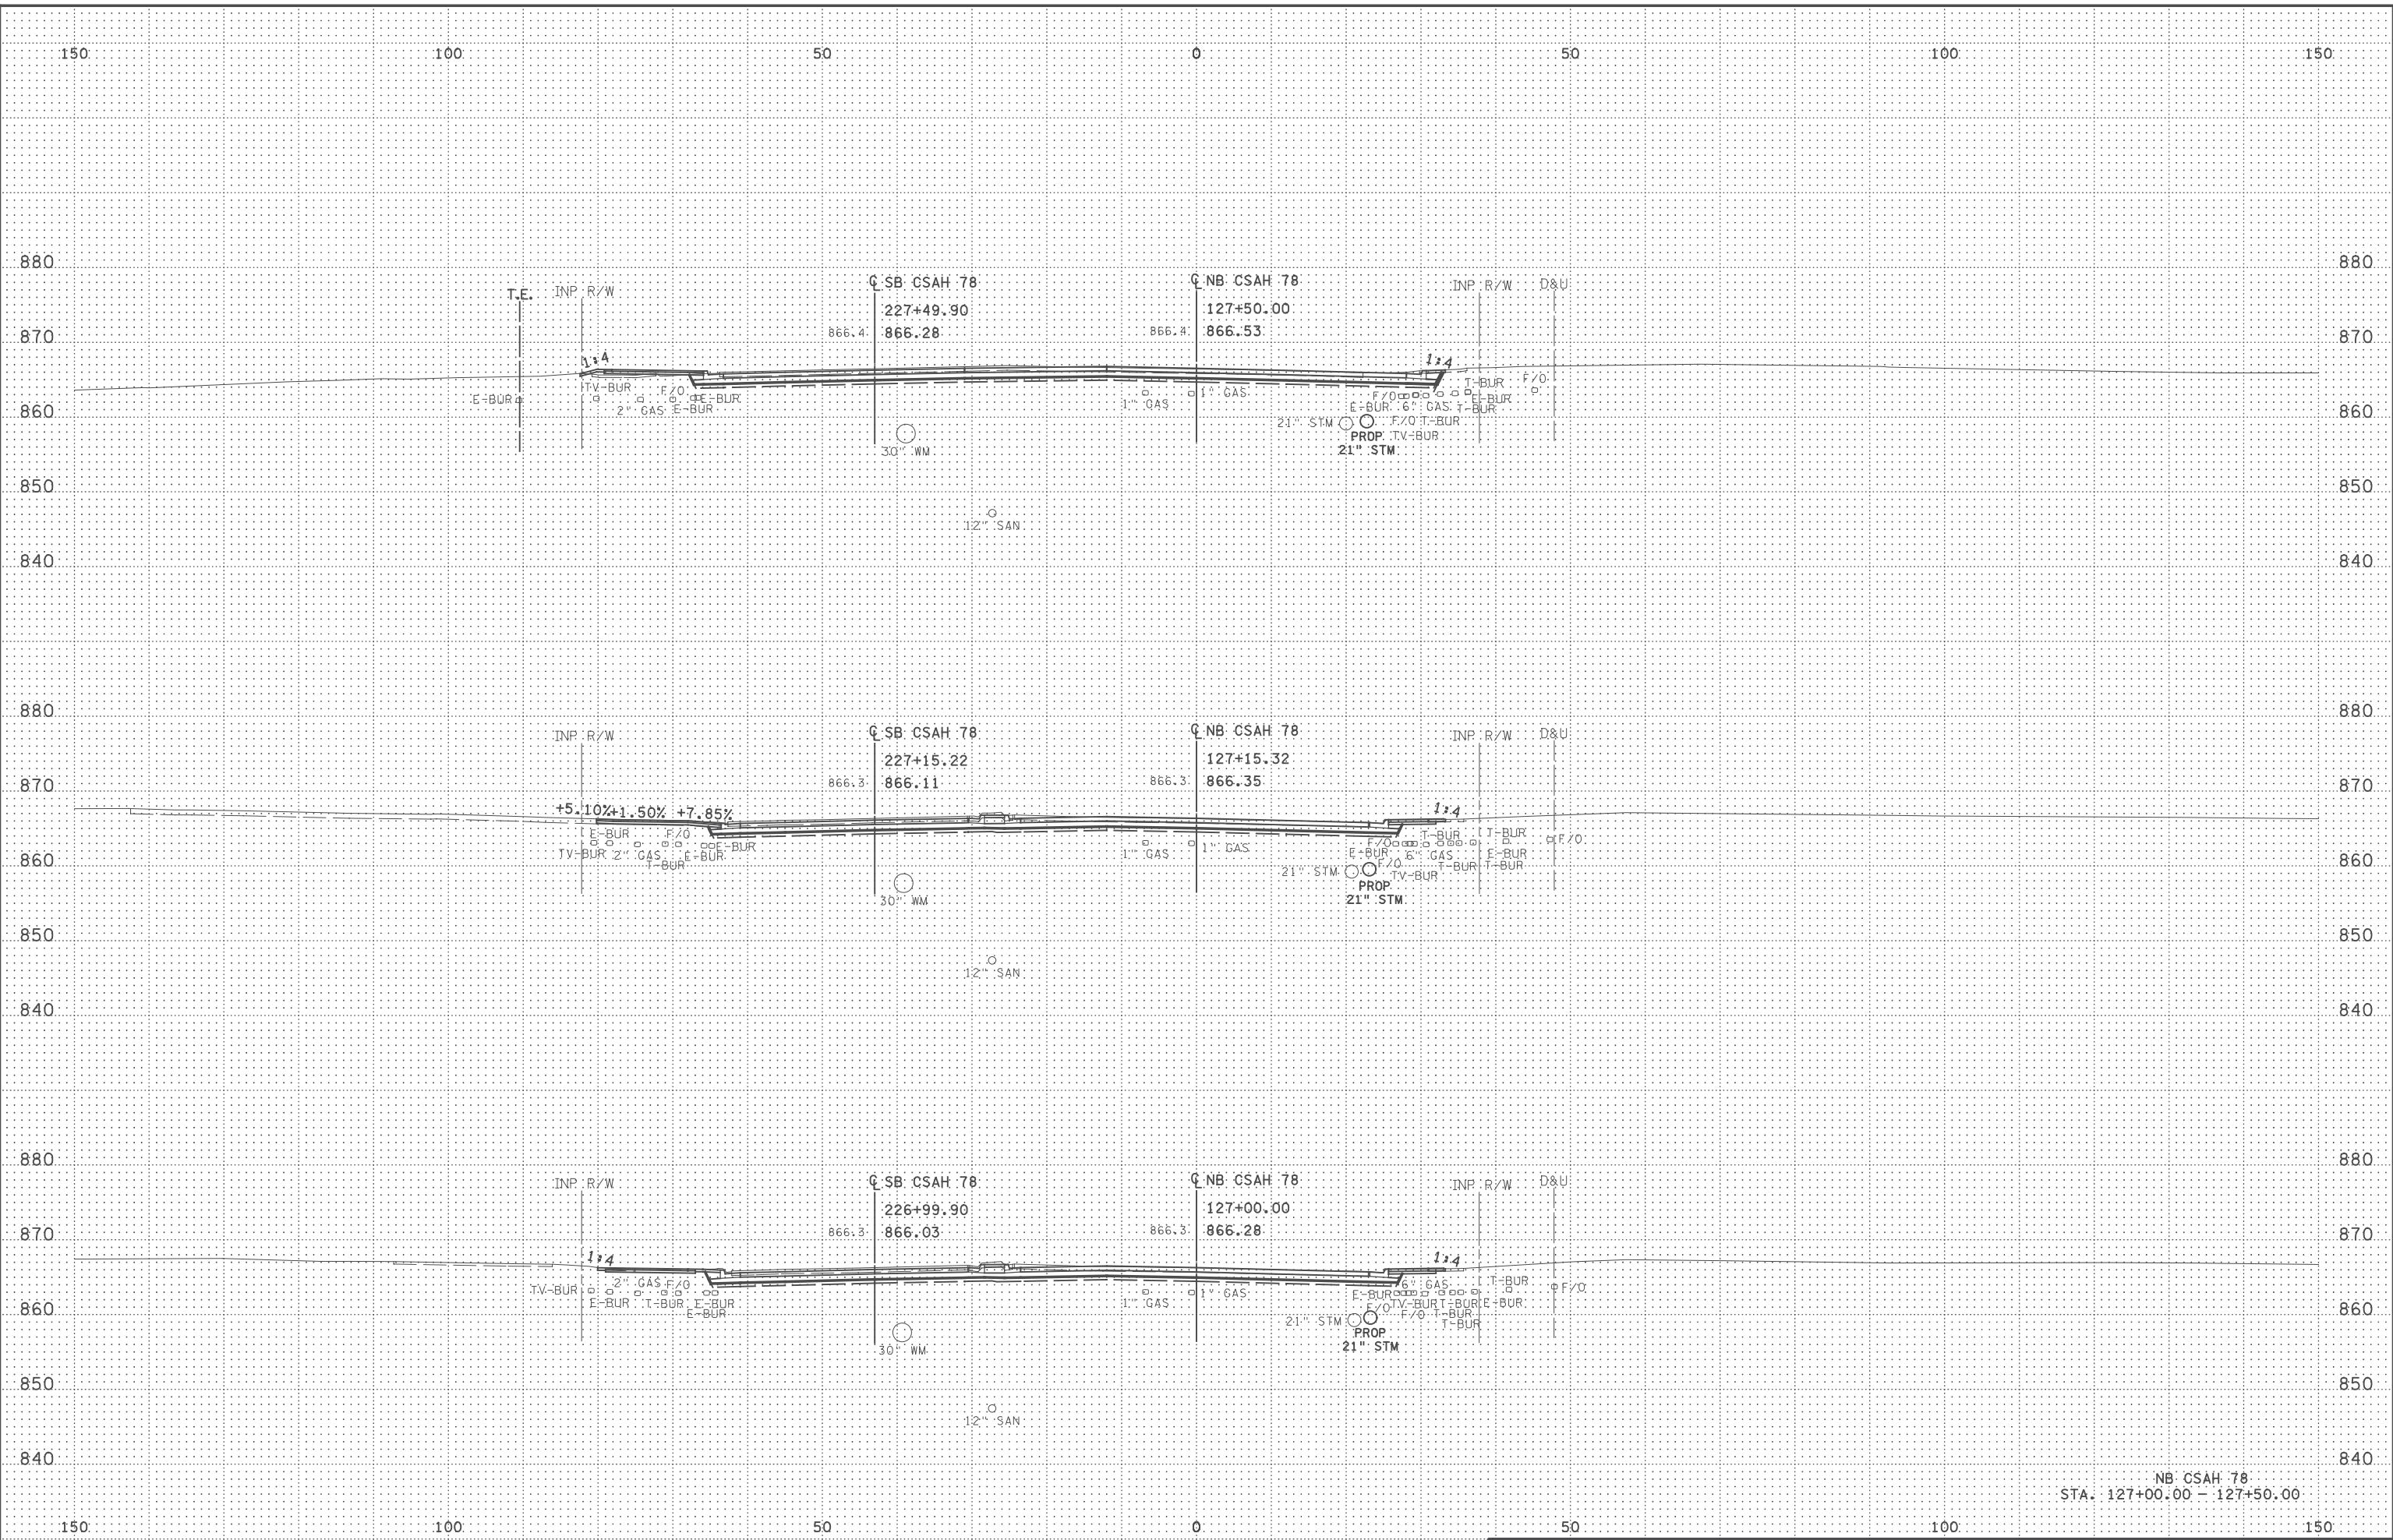 150 100 50 0 50 100 150
880 880
T.E. INP R/W ℄ SB CSAH 78 ℄ NB CSAH 78 INP R/W D&U
227+49.90 127+50.00
870 866.4 866.28 866.4 866.53 870
1:4 1:4
TV-BUR F/O T-BUR F/O
E-BUR E-BUR 1" GAS F/O E-BUR
2" GAS E-BUR 1" GAS E-BUR 6" GAS T-BUR
860 860
21" STM F/O T-BUR
PROP TV-BUR
30" WM 21" STM
850 850
12" SAN
840 840
880 880
INP R/W ℄ SB CSAH 78 ℄ NB CSAH 78 INP R/W D&U
227+15.22 127+15.32
870 866.3 866.11 866.3 866.35 870
+5.10% +1.50% +7.85% 1:4
E-BUR F/O T-BUR T-BUR
E-BUR 1" GAS F/O F/O
TV-BUR 2" GAS E-BUR 1" GAS E-BUR 6" GAS E-BUR
860 T-BUR F/O T-BUR T-BUR 860
21" STM TV-BUR
PROP
30" WM 21" STM
850 850
12" SAN
840 840
880 880
INP R/W ℄ SB CSAH 78 ℄ NB CSAH 78 INP R/W D&U
226+99.90 127+00.00
870 866.3 866.03 866.3 866.28 870
1:4 1:4
2" GAS F/O 6" GAS T-BUR
TV-BUR 1" GAS E-BUR F/O
E-BUR T-BUR E-BUR 1" GAS TV-BUR T-BUR E-BUR
860 E-BUR F/O F/O T-BUR 860
21" STM T-BUR
PROP
30" WM 21" STM
850 850
12" SAN
840 840
NB CSAH 78
STA. 127+00.00 - 127+50.00
150 100 50 0 50 100 150